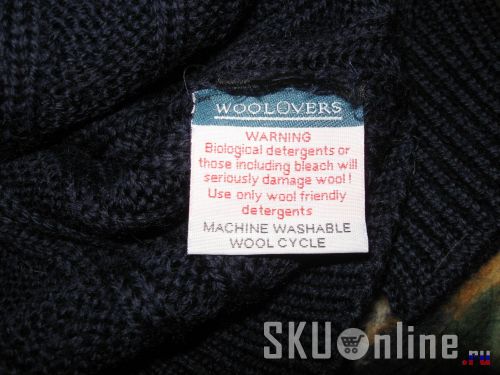 WOOLOVERS
WARNING
Biological detergents or
those including bleach will
seriously damage wool!
Use only wool friendly
detergents
MACHINE WASHABLE
WOOL CYCLE
SKUonline
.ru